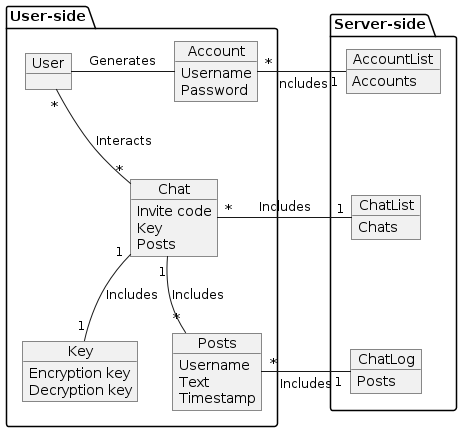 User-side
Server-side
User
Generates
Account
Username
Password
*
Includes
1
AccountList
Accounts
*
Interacts
*
Chat
Invite code
Key
Posts
*
Includes
1
ChatList
Chats
1
Includes
1
1
Includes
*
Key
Encryption key
Decryption key
Posts
Username
Text
Timestamp
*
Includes
1
ChatLog
Posts